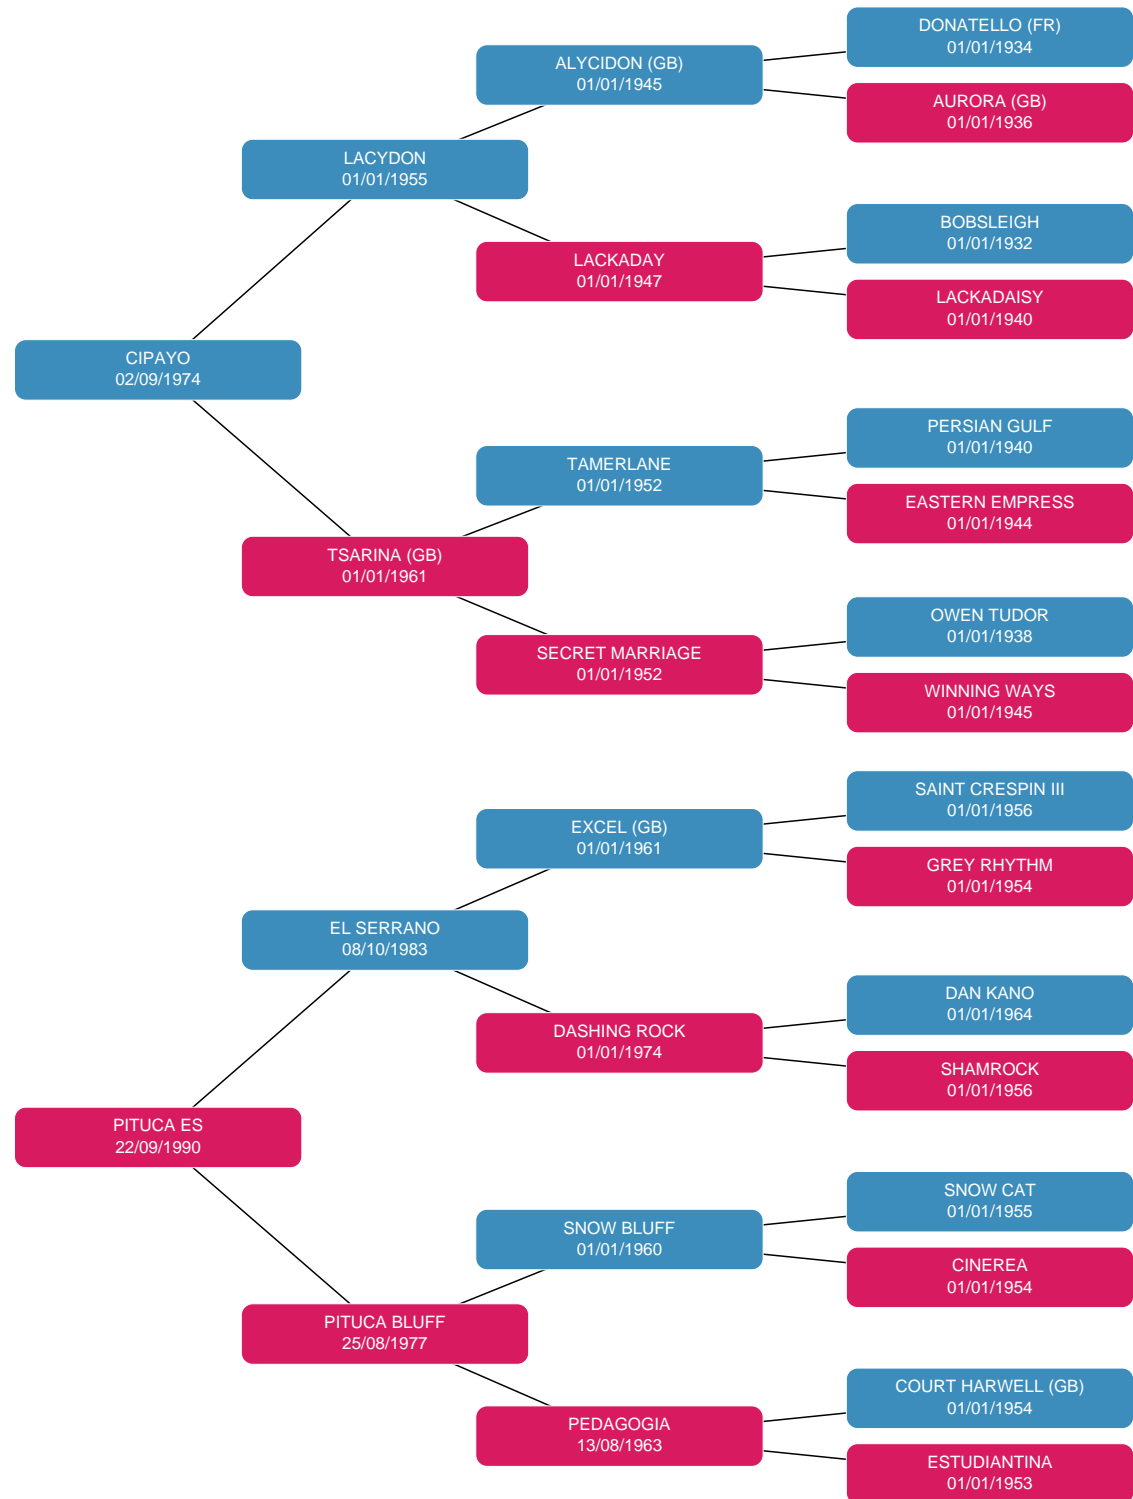 DONATELLO (FR)
01/01/1934
ALYCIDON (GB)
01/01/1945
AURORA (GB)
01/01/1936
LACYDON
01/01/1955
BOBSLEIGH
01/01/1932
LACKADAY
01/01/1947
LACKADAISY
01/01/1940
CIPAYO
02/09/1974
PERSIAN GULF
01/01/1940
TAMERLANE
01/01/1952
EASTERN EMPRESS
01/01/1944
TSARINA (GB)
01/01/1961
OWEN TUDOR
01/01/1938
SECRET MARRIAGE
01/01/1952
WINNING WAYS
01/01/1945
SAINT CRESPIN III
01/01/1956
EXCEL (GB)
01/01/1961
GREY RHYTHM
01/01/1954
EL SERRANO
08/10/1983
DAN KANO
01/01/1964
DASHING ROCK
01/01/1974
SHAMROCK
01/01/1956
PITUCA ES
22/09/1990
SNOW CAT
01/01/1955
SNOW BLUFF
01/01/1960
CINEREA
01/01/1954
PITUCA BLUFF
25/08/1977
COURT HARWELL (GB)
01/01/1954
PEDAGOGIA
13/08/1963
ESTUDIANTINA
01/01/1953